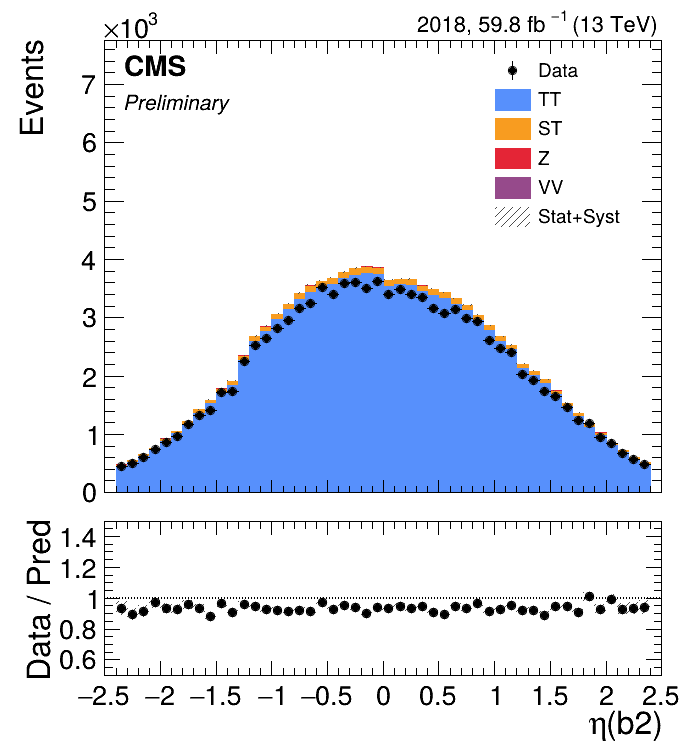 ×10³
2018, 59.8 fb⁻¹ (13 TeV)
CMS
Preliminary
Events
7
6
5
4
3
2
1
0
Data
TT
ST
Z
VV
Stat+Syst
Data / Pred
1.4
1.2
1
0.8
0.6
−2.5 −2 −1.5 −1 −0.5 0 0.5 1 1.5 2 2.5
η(b2)